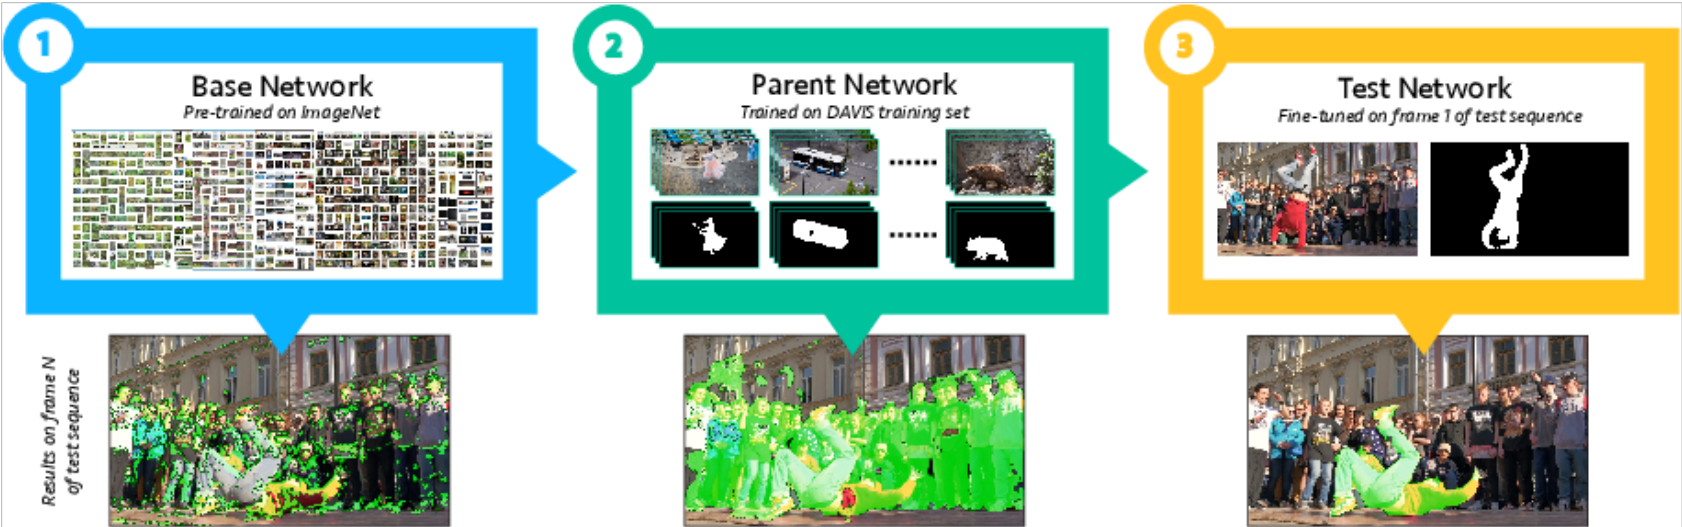 1
Base Network
Pre-trained on ImageNet
2
Parent Network
Trained on DAVIS training set
3
Test Network
Fine-tuned on frame 1 of test sequence
Results on frame N
of test sequence